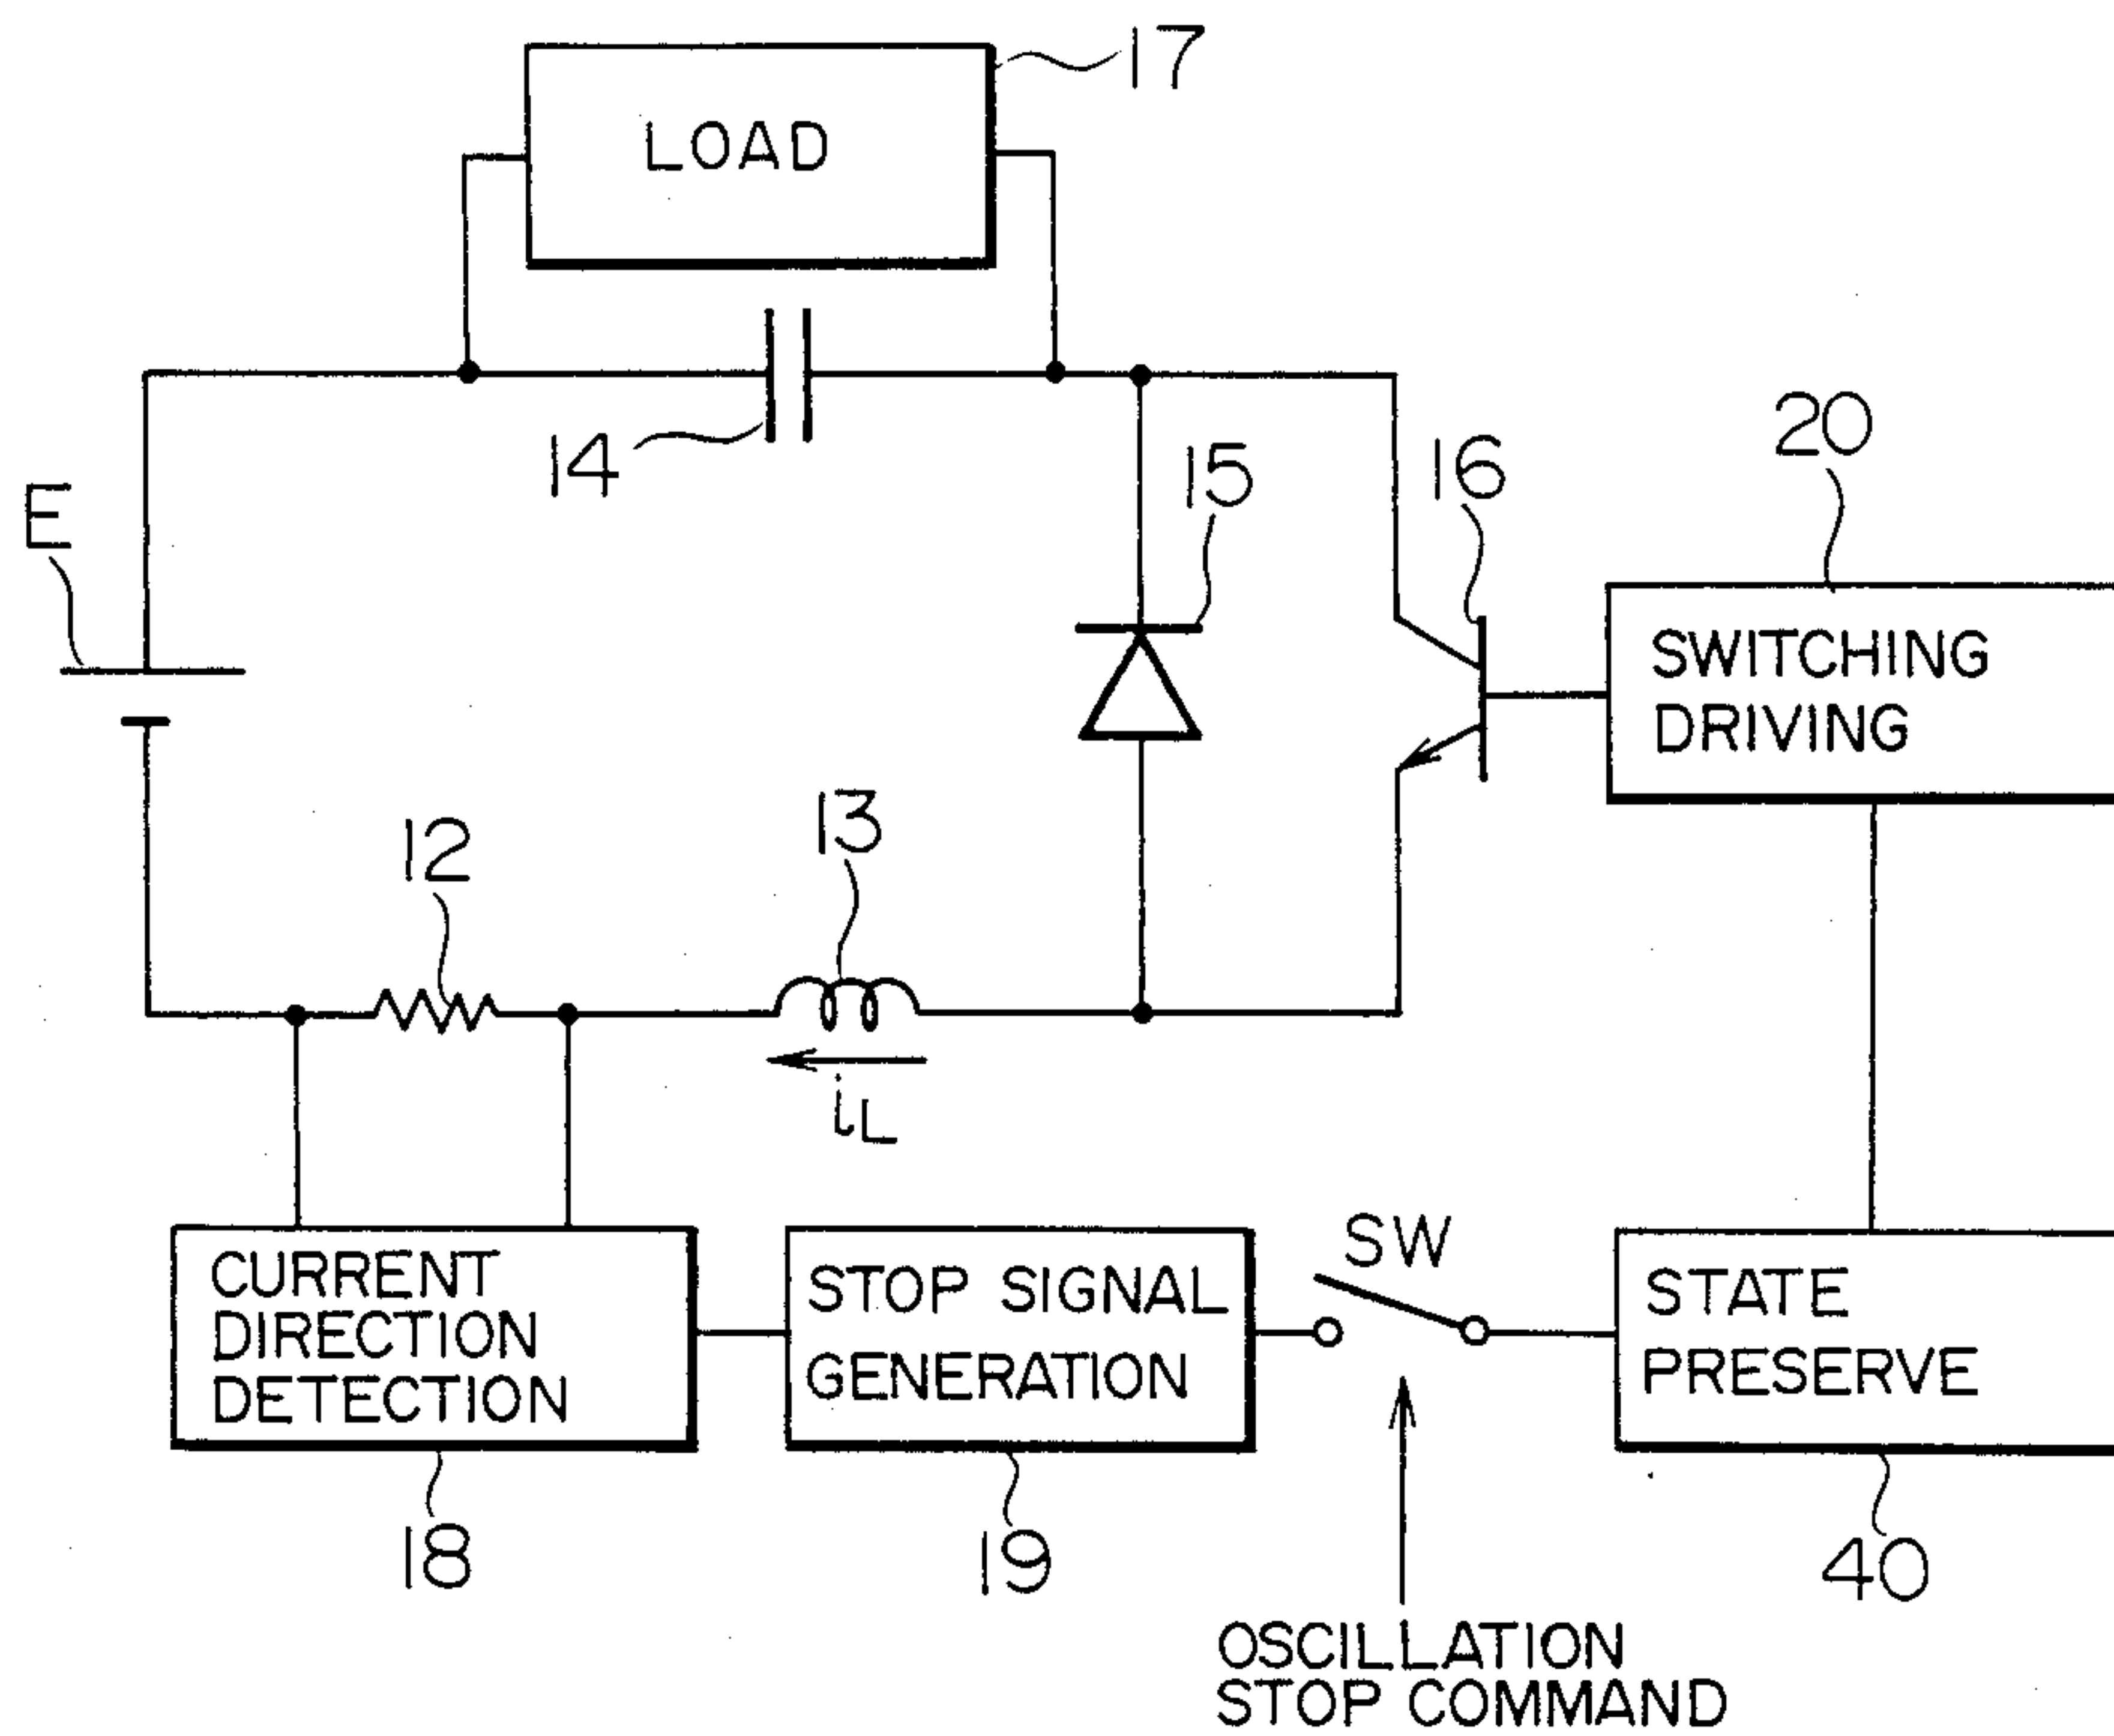 17
LOAD
14
15
16
20
E
SWITCHING
DRIVING
12
13
iL
SW
CURRENT
DIRECTION
DETECTION
STOP SIGNAL
GENERATION
STATE
PRESERVE
18
19
40
OSCILLATION
STOP COMMAND